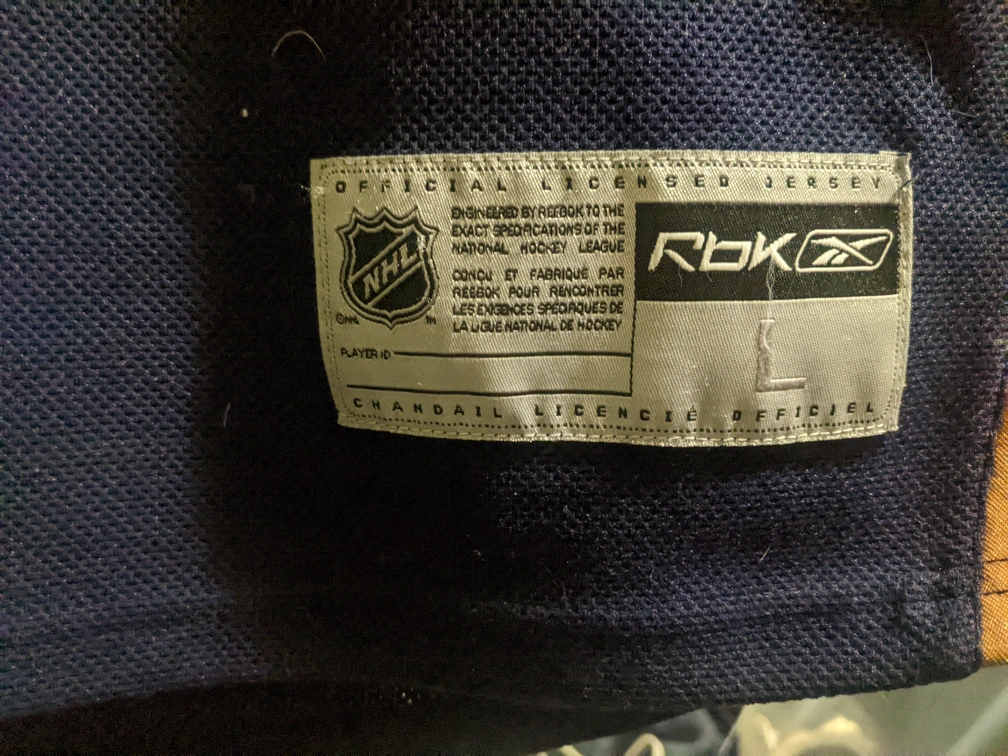 OFFICIAL LICENSED JERSEY
NHL
©NHL
TM
ENGINEERED BY REEBOK TO THE
EXACT SPECIFICATIONS OF THE
NATIONAL HOCKEY LEAGUE
CONÇU ET FABRIQUÉ PAR
REEBOK POUR RENCONTRER
LES EXIGENCES SPÉCIFIQUES DE
LA LIGUE NATIONAL DE HOCKEY
PLAYER ID
Rbk
L
CHANDAIL LICENCIÉ OFFICIEL